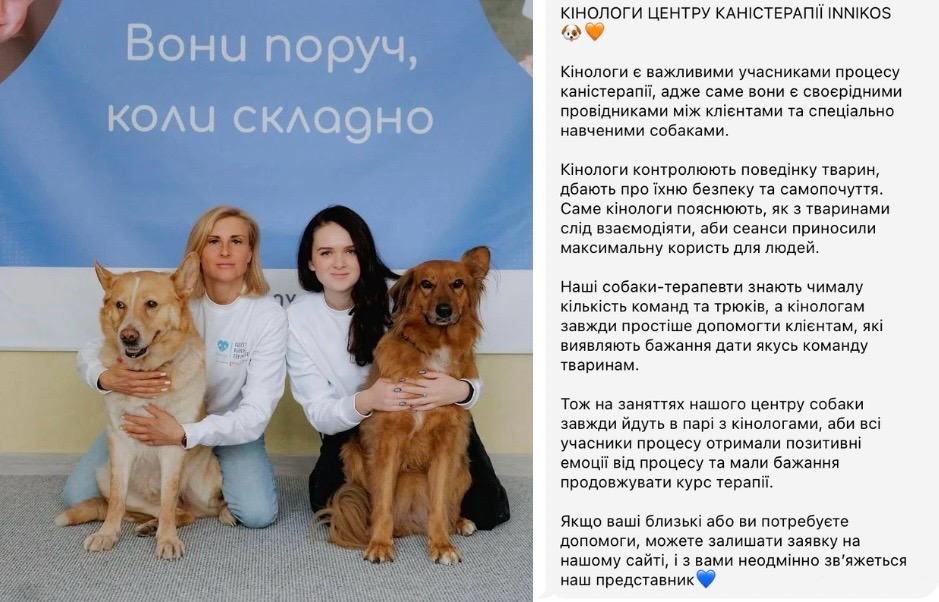 Вони поруч,
коли складно
КІНОЛОГИ ЦЕНТРУ КАНІСТЕРАПІЇ INNIKOS
🐶🧡
Кінологи є важливими учасниками процесу
каністерапії, адже саме вони є своєрідними
провідниками між клієнтами та спеціально
навченими собаками.
Кінологи контролюють поведінку тварин,
дбають про їхню безпеку та самопочуття.
Саме кінологи пояснюють, як з тваринами
слід взаємодіяти, аби сеанси приносили
максимальну користь для людей.
Наші собаки-терапевти знають чималу
кількість команд та трюків, а кінологам
завжди простіше допомогти клієнтам, які
виявляють бажання дати якусь команду
тваринам.
Тож на заняттях нашого центру собаки
завжди йдуть в парі з кінологами, аби всі
учасники процесу отримали позитивні
емоції від процесу та мали бажання
продовжувати курс терапії.
Якщо ваші близькі або ви потребуєте
допомоги, можете залишати заявку на
нашому сайті, і з вами неодмінно зв’яжеться
наш представник💙